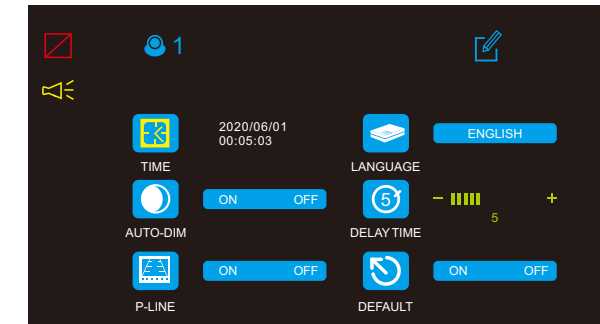 1
2020/06/01
00:05:03
ENGLISH
TIME
LANGUAGE
ON OFF
5
- +
5
AUTO-DIM
DELAY TIME
ON OFF
ON OFF
P-LINE
DEFAULT